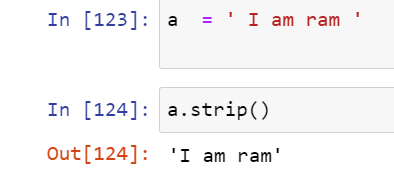 In [123]: a  = ' I am ram '
In [124]: a.strip()
Out[124]: 'I am ram'